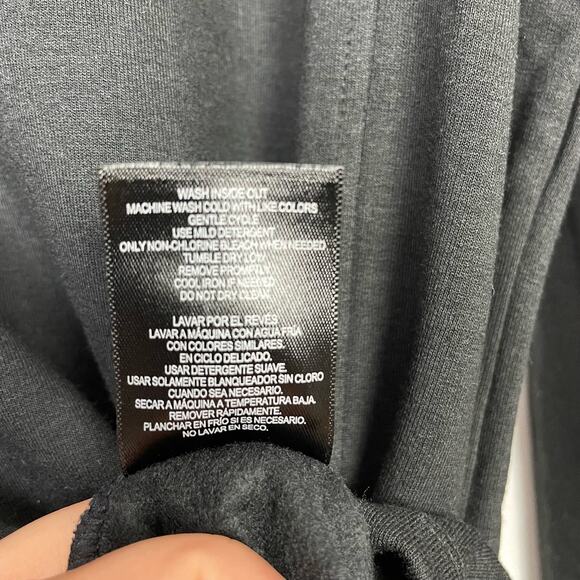 WASH INSIDE OUT
MACHINE WASH COLD WITH LIKE COLORS
GENTLE CYCLE
USE MILD DETERGENT
ONLY NON-CHLORINE BLEACH WHEN NEEDED
TUMBLE DRY LOW
REMOVE PROMPTLY
COOL IRON IF NEEDED
DO NOT DRY CLEAN
LAVAR POR EL REVES
LAVAR A MÁQUINA CON AGUA FRÍA
CON COLORES SIMILARES.
EN CICLO DELICADO.
USAR DETERGENTE SUAVE.
USAR SOLAMENTE BLANQUEADOR SIN CLORO
CUANDO SEA NECESARIO.
SECAR A MÁQUINA A TEMPERATURA BAJA.
REMOVER RÁPIDAMENTE.
PLANCHAR EN FRÍO SI ES NECESARIO.
NO LAVAR EN SECO.